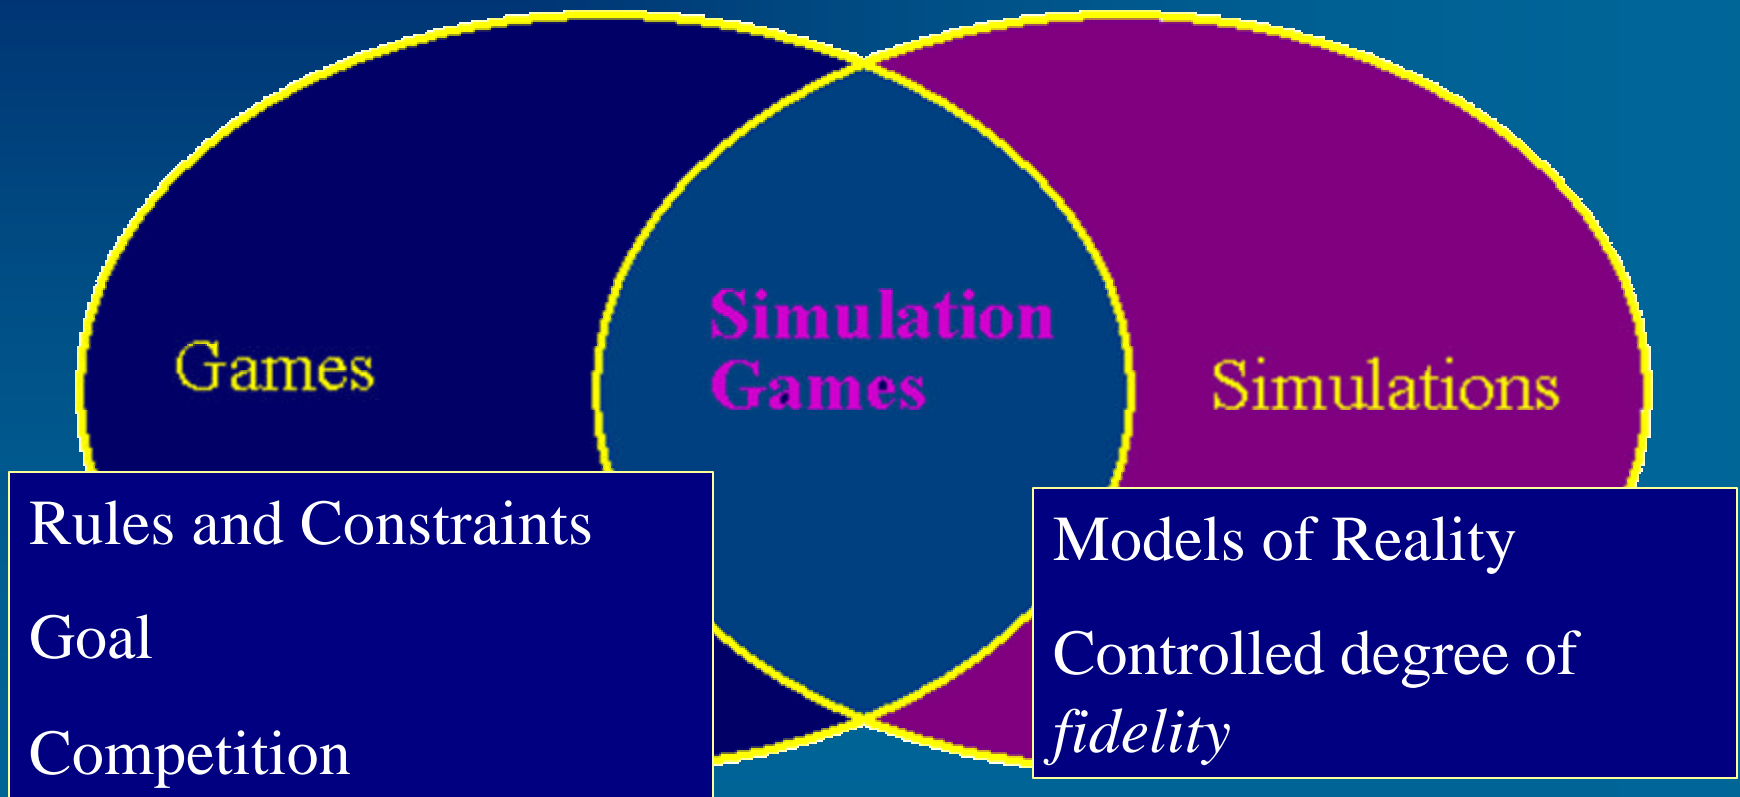 Games
Simulation
Games
Simulations
Rules and Constraints
Goal
Competition
Models of Reality
Controlled degree of
fidelity